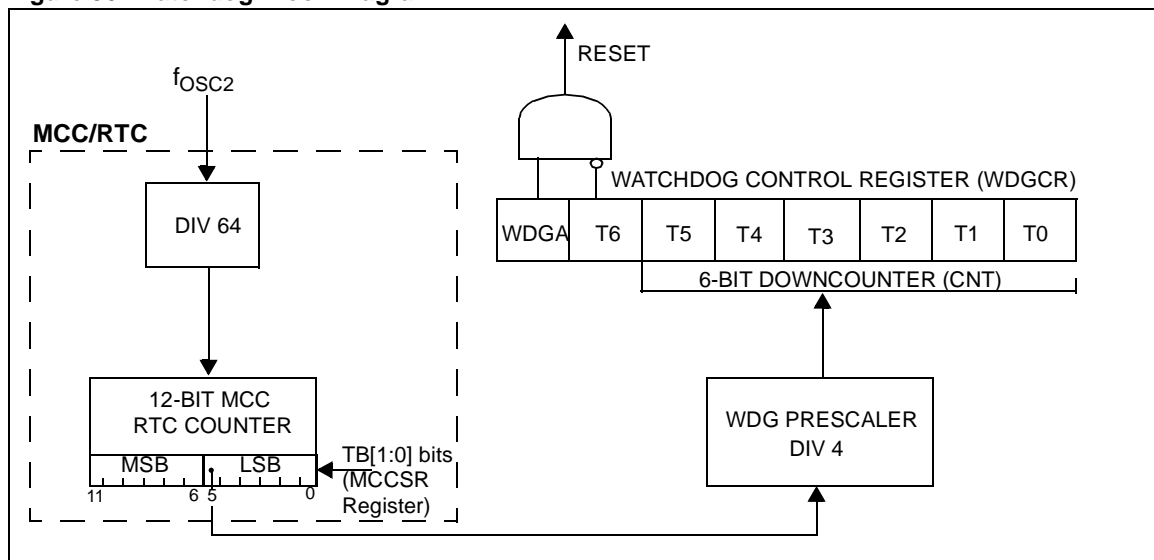 RESET
fOSC2
MCC/RTC
WATCHDOG CONTROL REGISTER (WDGCR)
DIV 64
WDGA T6 T5 T4 T3 T2 T1 T0
6-BIT DOWNCOUNTER (CNT)
12-BIT MCC
RTC COUNTER
WDG PRESCALER
DIV 4
MSB LSB
TB[1:0] bits
(MCCSR
Register)
11 6 5 0